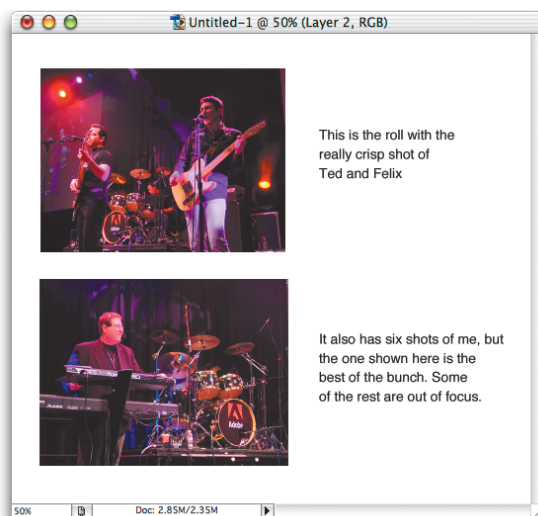 Untitled-1 @ 50% (Layer 2, RGB)
This is the roll with the
really crisp shot of
Ted and Felix
Adobe
It also has six shots of me, but
the one shown here is the
best of the bunch. Some
of the rest are out of focus.
Adobe
50%
Doc: 2.85M/2.35M